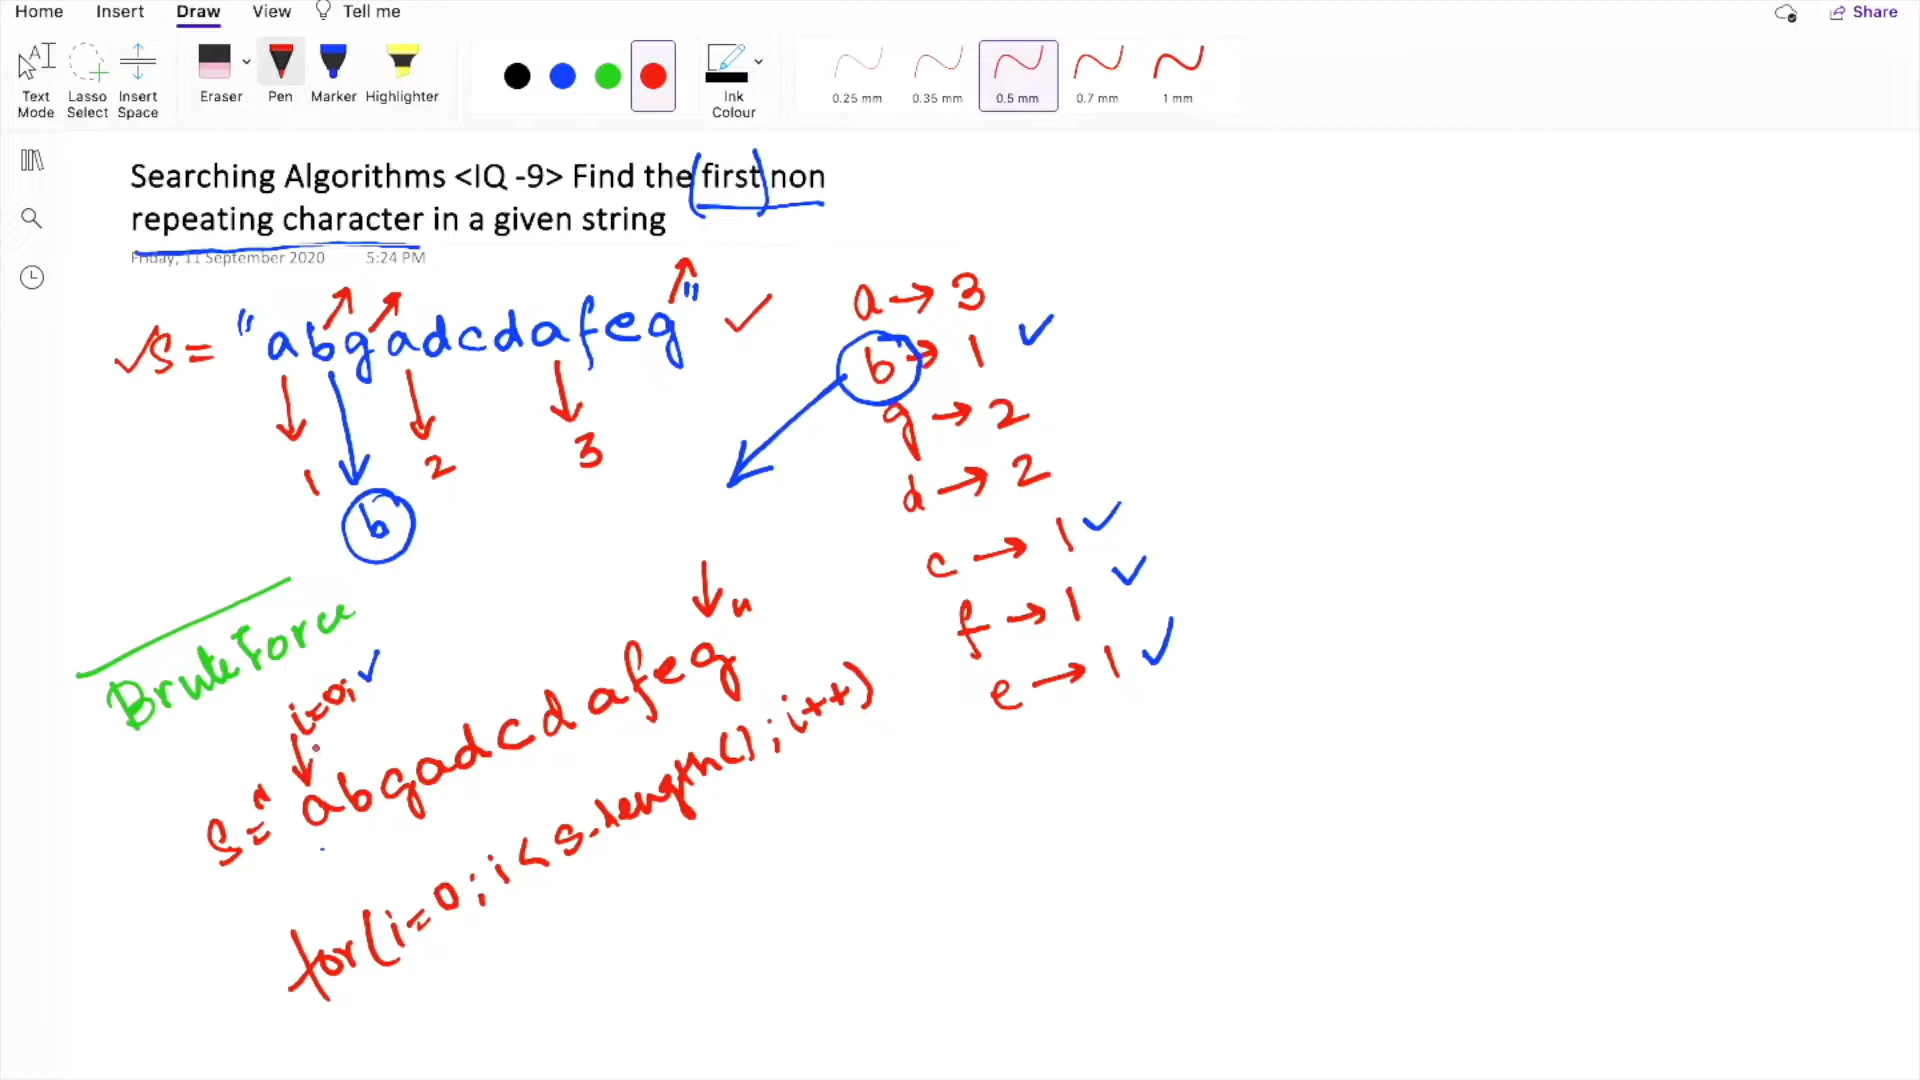 Home Insert Draw View Tell me Share
Text Mode Lasso Select Insert Space Eraser Pen Marker Highlighter Ink Colour 0.25 mm 0.35 mm 0.5 mm 0.7 mm 1 mm
Searching Algorithms <IQ -9> Find the first non
repeating character in a given string
Friday, 11 September 2020 5:24 PM
S = "abgadcdafeg"
1 2 3
b
a → 3
b → 1
g → 2
d → 2
c → 1
f → 1
e → 1
Brute Force
i=0;
S = "abgadcdafeg"
for(i=0; i<s.length(); i++)